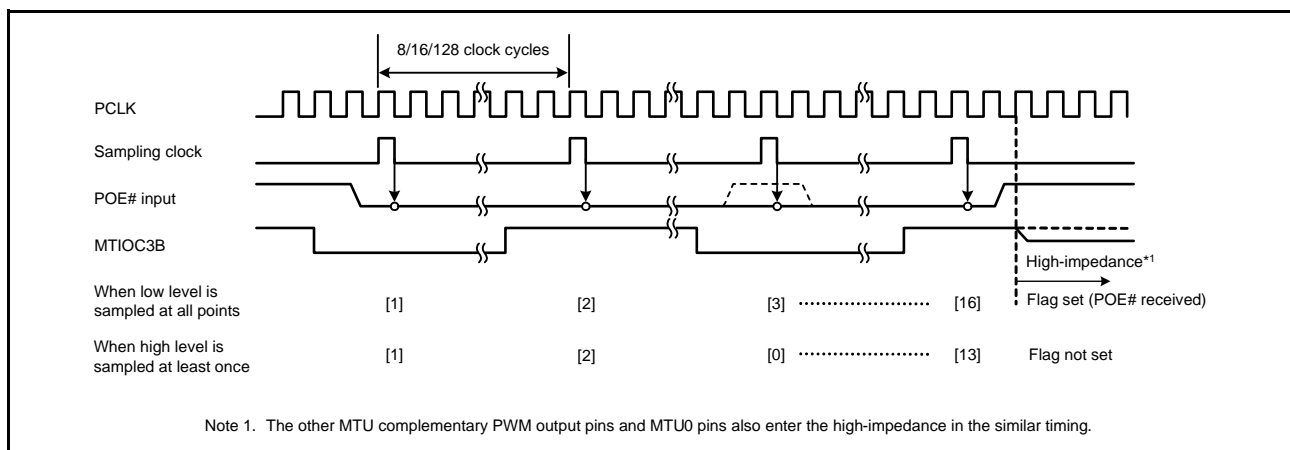 8/16/128 clock cycles
PCLK
Sampling clock
POE# input
MTIOC3B
High-impedance*1
When low level is
sampled at all points
[1]
[2]
[3]
[16]
Flag set (POE# received)
When high level is
sampled at least once
[1]
[2]
[0]
[13]
Flag not set
Note 1. The other MTU complementary PWM output pins and MTU0 pins also enter the high-impedance in the similar timing.